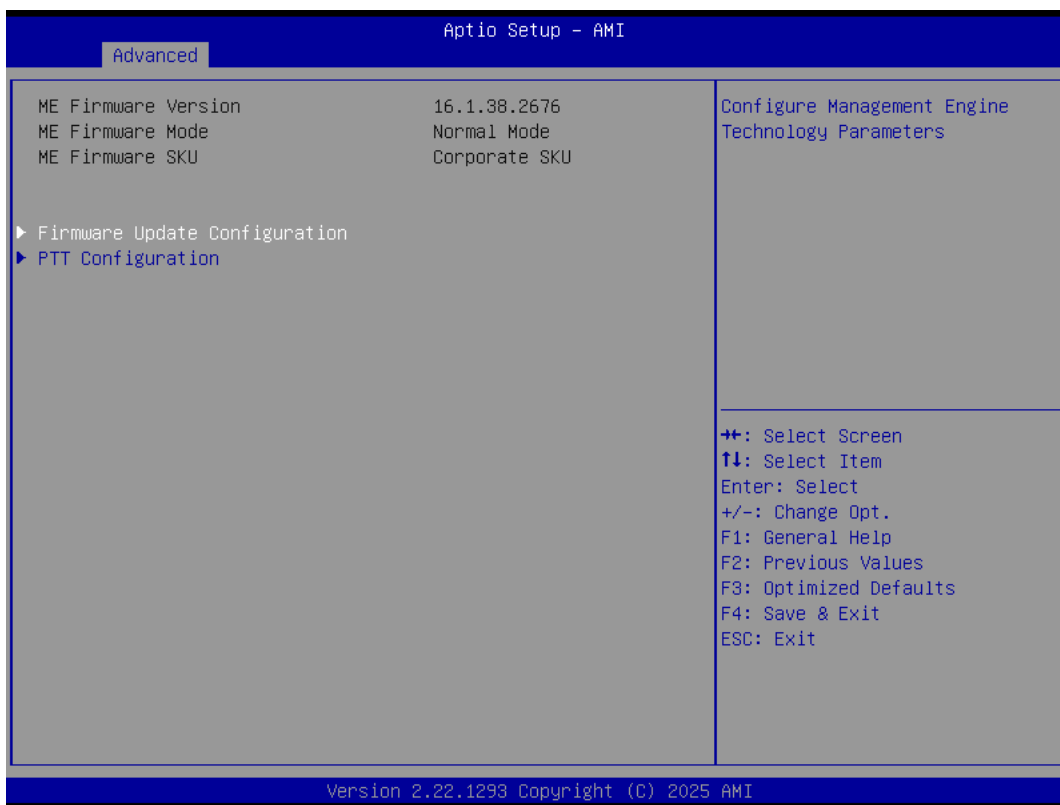 Aptio Setup – AMI
Advanced
ME Firmware Version 16.1.38.2676
ME Firmware Mode Normal Mode
ME Firmware SKU Corporate SKU
▶ Firmware Update Configuration
▶ PTT Configuration
Configure Management Engine
Technology Parameters
→←: Select Screen
↑↓: Select Item
Enter: Select
+/-: Change Opt.
F1: General Help
F2: Previous Values
F3: Optimized Defaults
F4: Save & Exit
ESC: Exit
Version 2.22.1293 Copyright (C) 2025 AMI